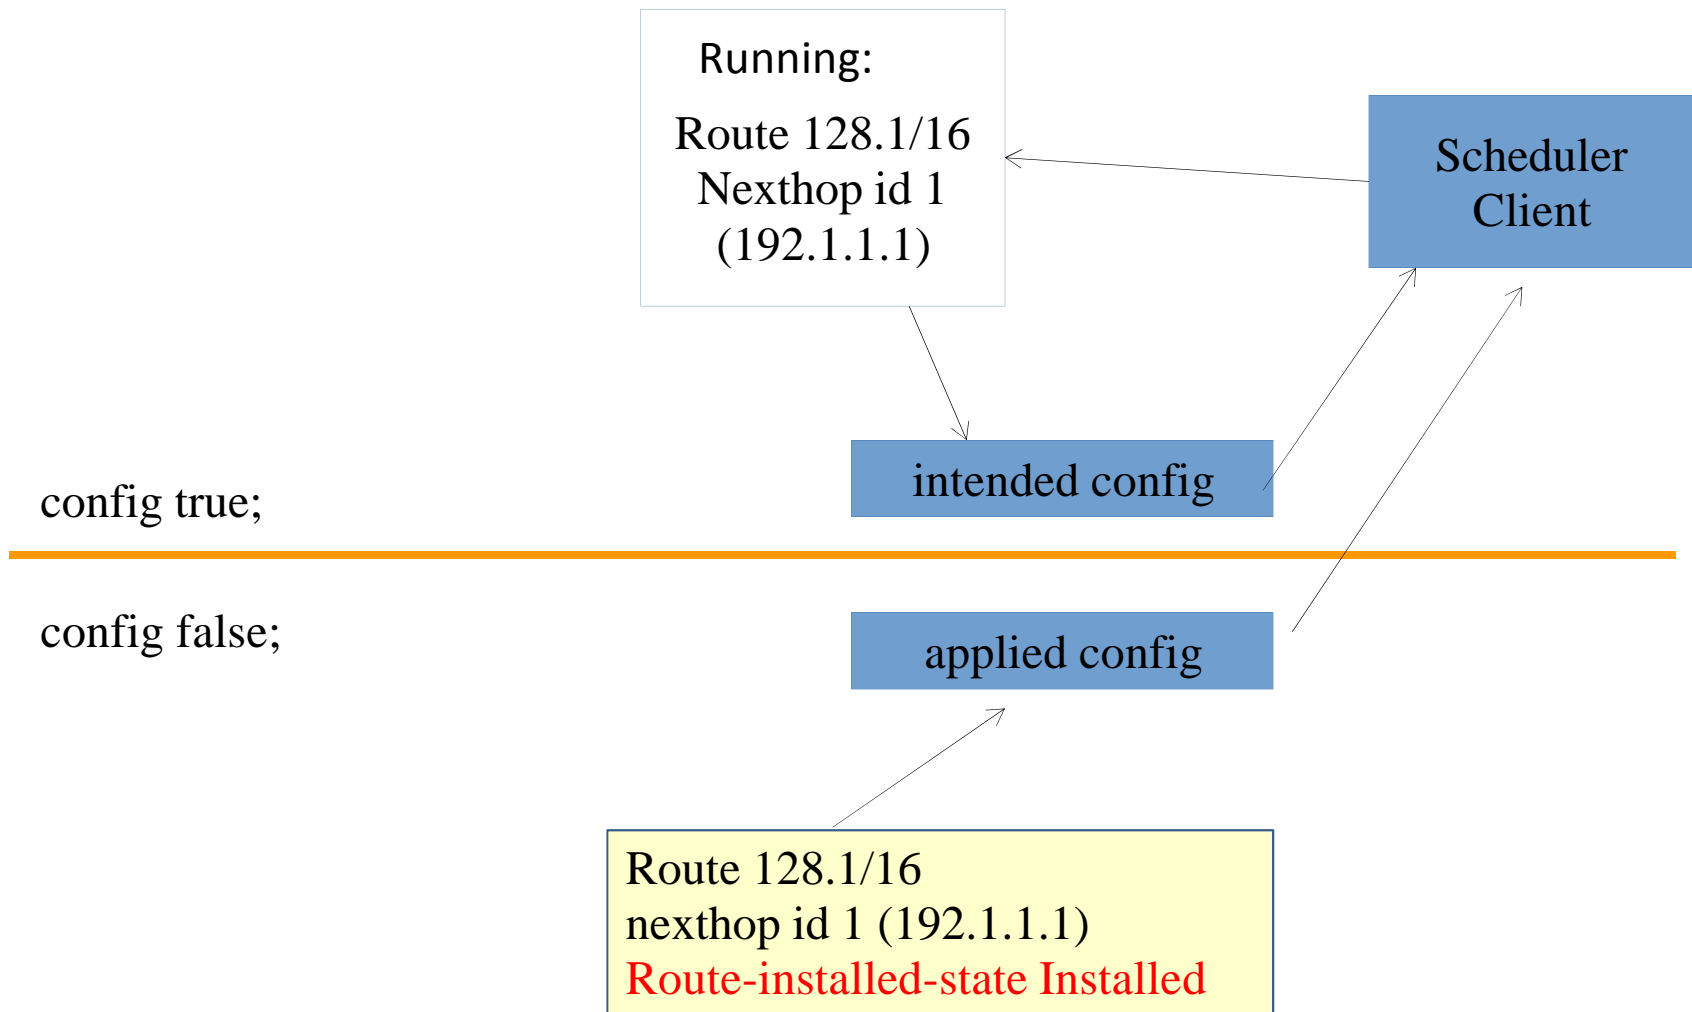 Running:
Route 128.1/16
Nexthop id 1
(192.1.1.1)
Scheduler
Client
intended config
config true;
config false;
applied config
Route 128.1/16
nexthop id 1 (192.1.1.1)
Route-installed-state Installed